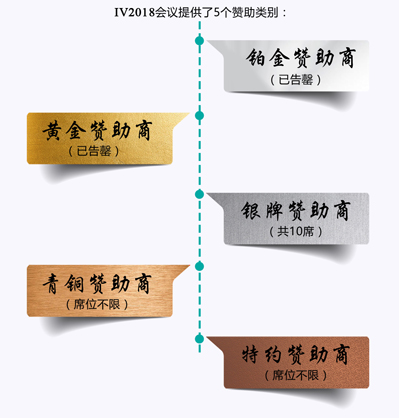 IV2018会议提供了5个赞助类别：
铂金赞助商
（已告罄）
黄金赞助商
（已告罄）
银牌赞助商
（共10席）
青铜赞助商
（席位不限）
特约赞助商
（席位不限）